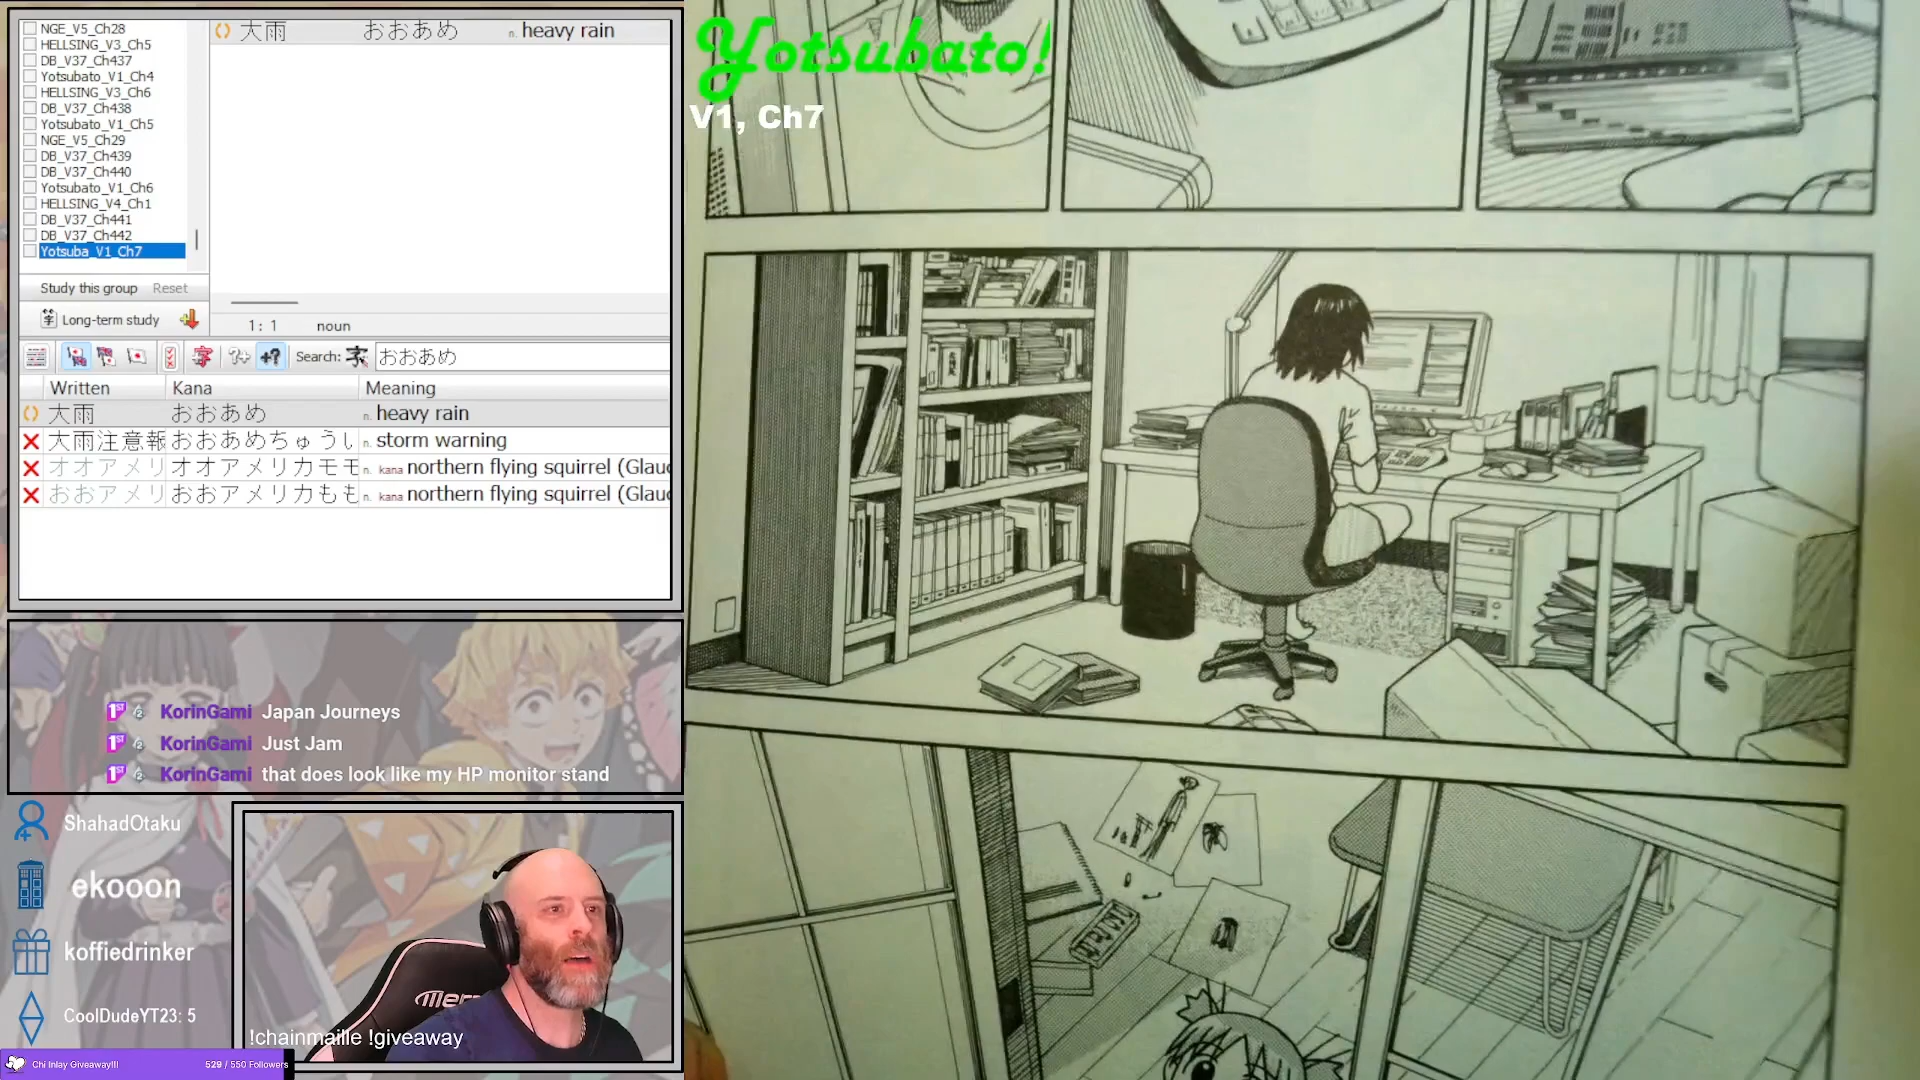 NGE_V5_Ch28
HELLSING_V3_Ch5
DB_V37_Ch437
Yotsubato_V1_Ch4
HELLSING_V3_Ch6
DB_V37_Ch438
Yotsubato_V1_Ch5
NGE_V5_Ch29
DB_V37_Ch439
DB_V37_Ch440
Yotsubato_V1_Ch6
HELLSING_V4_Ch1
DB_V37_Ch441
DB_V37_Ch442
Yotsuba_V1_Ch7
Study this group Reset
Long-term study
大雨 おおあめ n. heavy rain
1: 1 noun
Search: おおあめ
Written Kana Meaning
大雨 おおあめ n. heavy rain
大雨注意報 おおあめちゅうい n. storm warning
オオアメリ オオアメリカモモ n. kana northern flying squirrel (Glauc
おおアメリ おおアメリカもも n. kana northern flying squirrel (Glauc
Yotsubato!
V1, Ch7
KorinGami Japan Journeys
KorinGami Just Jam
KorinGami that does look like my HP monitor stand
ShahadOtaku
ekooon
koffiedrinker
CoolDudeYT23: 5
!chainmaille !giveaway
Chi Inlay Giveaway!!!
529 / 550 Followers